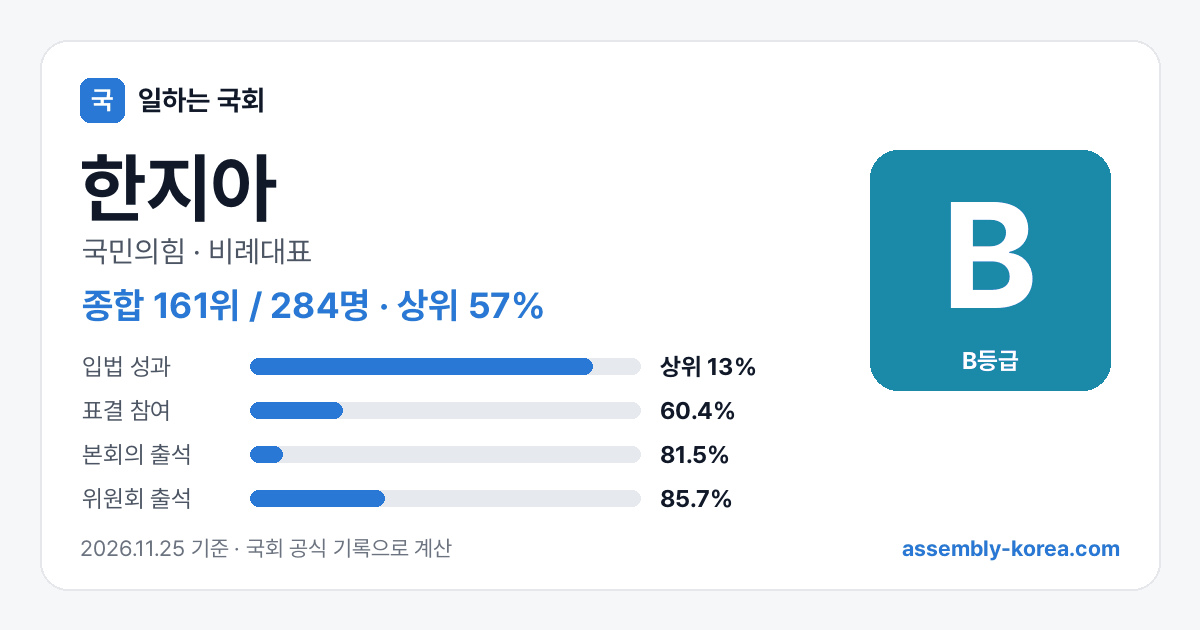 국 일하는 국회
한지아
국민의힘 · 비례대표
종합 161위 / 284명 · 상위 57%
입법 성과 상위 13%
표결 참여 60.4%
본회의 출석 81.5%
위원회 출석 85.7%
B
B등급
2026.11.25 기준 · 국회 공식 기록으로 계산
assembly-korea.com